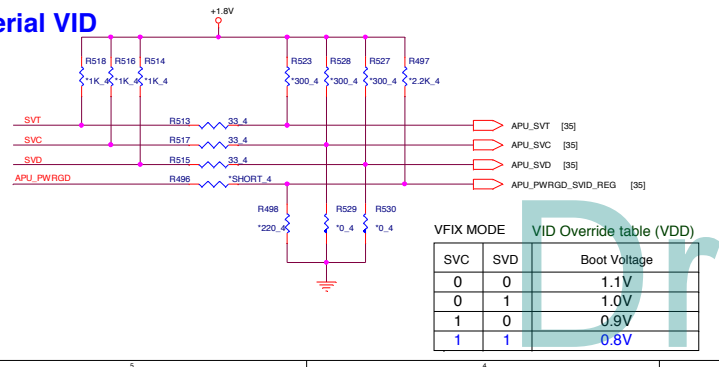 erial VID
+1.8V
R518 R516 R514 R523 R528 R527 R497
*1K_4 *1K_4 *1K_4 *300_4 *300_4 *300_4 *2.2K_4
SVT R513 33_4 APU_SVT [35]
SVC R517 33_4 APU_SVC [35]
SVD R515 33_4 APU_SVD [35]
APU_PWRGD R496 *SHORT_4 APU_PWRGD_SVID_REG [35]
R498 R529 R530
*220_4 *0_4 *0_4
VFIX MODE VID Override table (VDD)
SVC SVD Boot Voltage
0 0 1.1V
0 1 1.0V
1 0 0.9V
1 1 0.8V
Dr
5 4